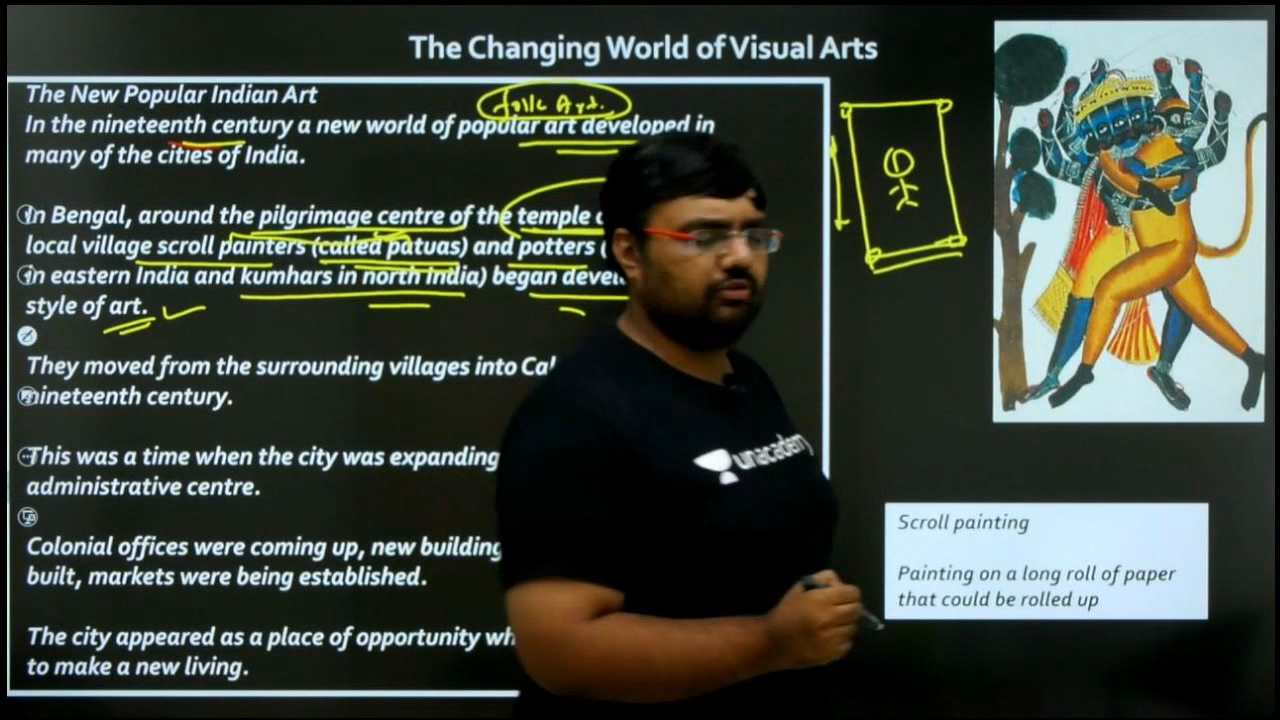 The Changing World of Visual Arts
The New Popular Indian Art
folk Art.
In the nineteenth century a new world of popular art developed in
many of the cities of India.
In Bengal, around the pilgrimage centre of the temple
local village scroll painters (called patuas) and potters (
in eastern India and kumhars in north India) began
style of art.
They moved from the surrounding villages into
nineteenth century.
This was a time when the city was expanding
administrative centre.
Colonial offices were coming up, new
built, markets were being established.
The city appeared as a place of opportunity
to make a new living.
unacademy
Scroll painting
Painting on a long roll of paper
that could be rolled up